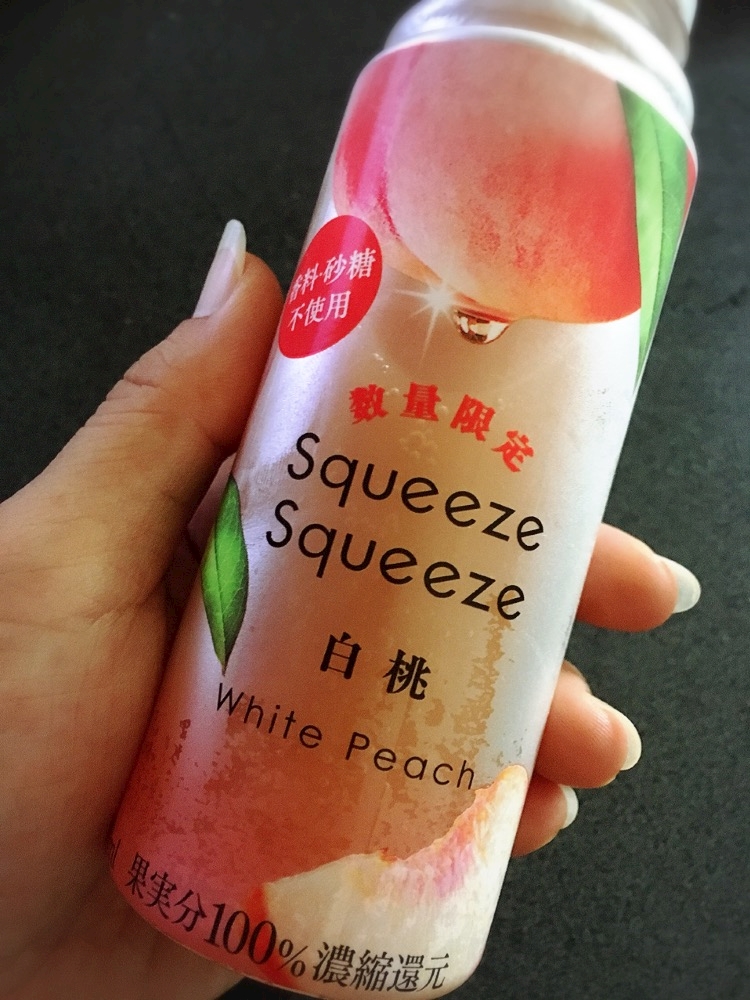 香料・砂糖
不使用
数量限定
Squeeze
Squeeze
白桃
White Peach
果実分100%濃縮還元